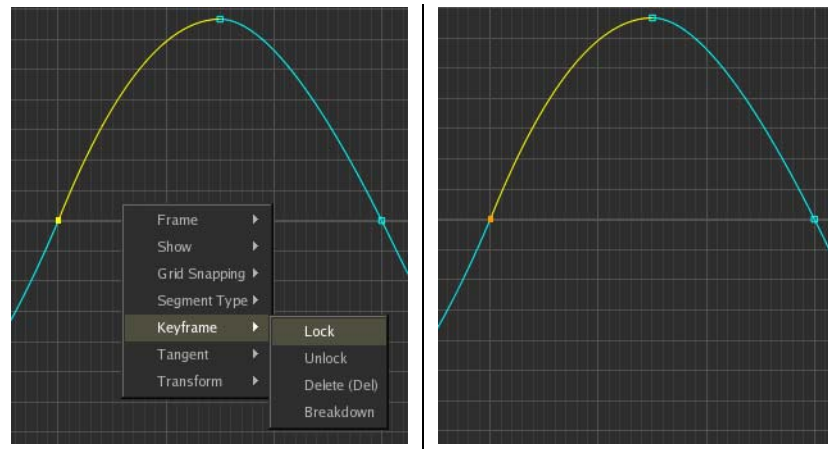 Frame
Show
Grid Snapping
Segment Type
Keyframe
Tangent
Transform
Lock
Unlock
Delete (Del)
Breakdown